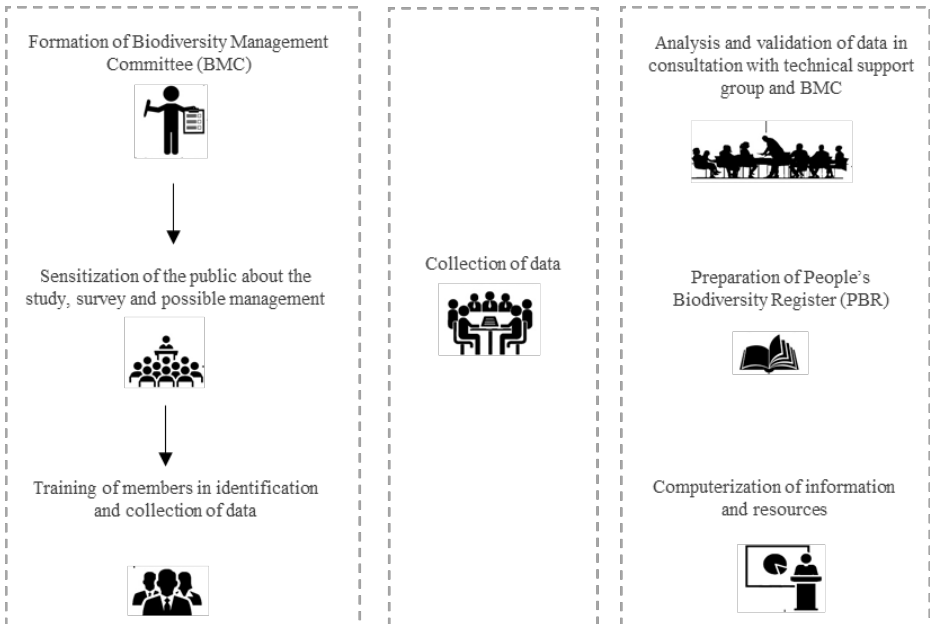 Formation of Biodiversity Management
Committee (BMC)
Sensitization of the public about the
study, survey and possible management
Training of members in identification
and collection of data
Collection of data
Analysis and validation of data in
consultation with technical support
group and BMC
Preparation of People’s
Biodiversity Register (PBR)
Computerization of information
and resources